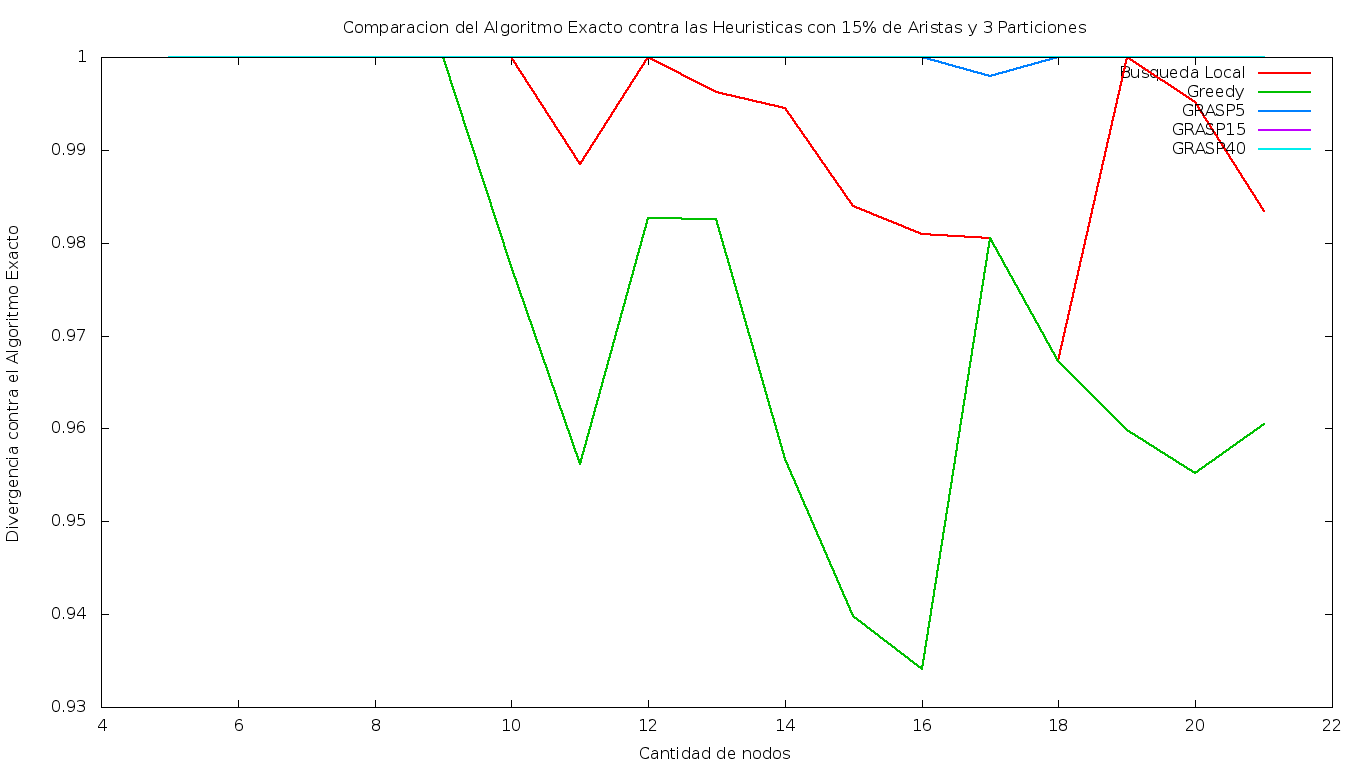 Comparacion del Algoritmo Exacto contra las Heuristicas con 15% de Aristas y 3 Particiones
1
0.99
0.98
0.97
0.96
0.95
0.94
0.93
Divergencia contra el Algoritmo Exacto
Busqueda Local
Greedy
GRASP5
GRASP15
GRASP40
4 6 8 10 12 14 16 18 20 22
Cantidad de nodos